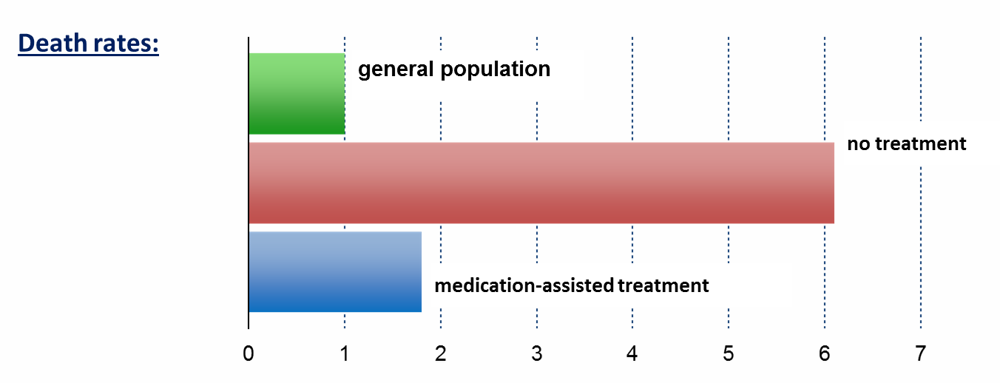 Death rates:
general population
no treatment
medication-assisted treatment
0 1 2 3 4 5 6 7